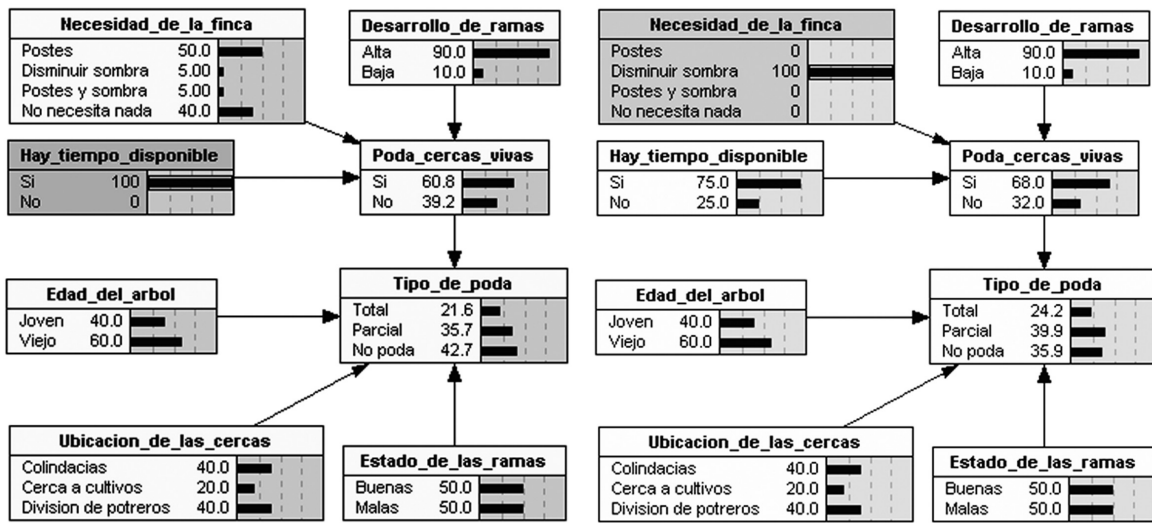 Necesidad_de_la_finca
Postes 50.0
Disminuir sombra 5.00
Postes y sombra 5.00
No necesita nada 40.0
Desarrollo_de_ramas
Alta 90.0
Baja 10.0
Hay_tiempo_disponible
Si 100
No 0
Poda_cercas_vivas
Si 60.8
No 39.2
Edad_del_arbol
Joven 40.0
Viejo 60.0
Tipo_de_poda
Total 21.6
Parcial 35.7
No poda 42.7
Ubicacion_de_las_cercas
Colindacias 40.0
Cerca a cultivos 20.0
Division de potreros 40.0
Estado_de_las_ramas
Buenas 50.0
Malas 50.0
Necesidad_de_la_finca
Postes 0
Disminuir sombra 100
Postes y sombra 0
No necesita nada 0
Desarrollo_de_ramas
Alta 90.0
Baja 10.0
Hay_tiempo_disponible
Si 75.0
No 25.0
Poda_cercas_vivas
Si 68.0
No 32.0
Edad_del_arbol
Joven 40.0
Viejo 60.0
Tipo_de_poda
Total 24.2
Parcial 39.9
No poda 35.9
Ubicacion_de_las_cercas
Colindacias 40.0
Cerca a cultivos 20.0
Division de potreros 40.0
Estado_de_las_ramas
Buenas 50.0
Malas 50.0